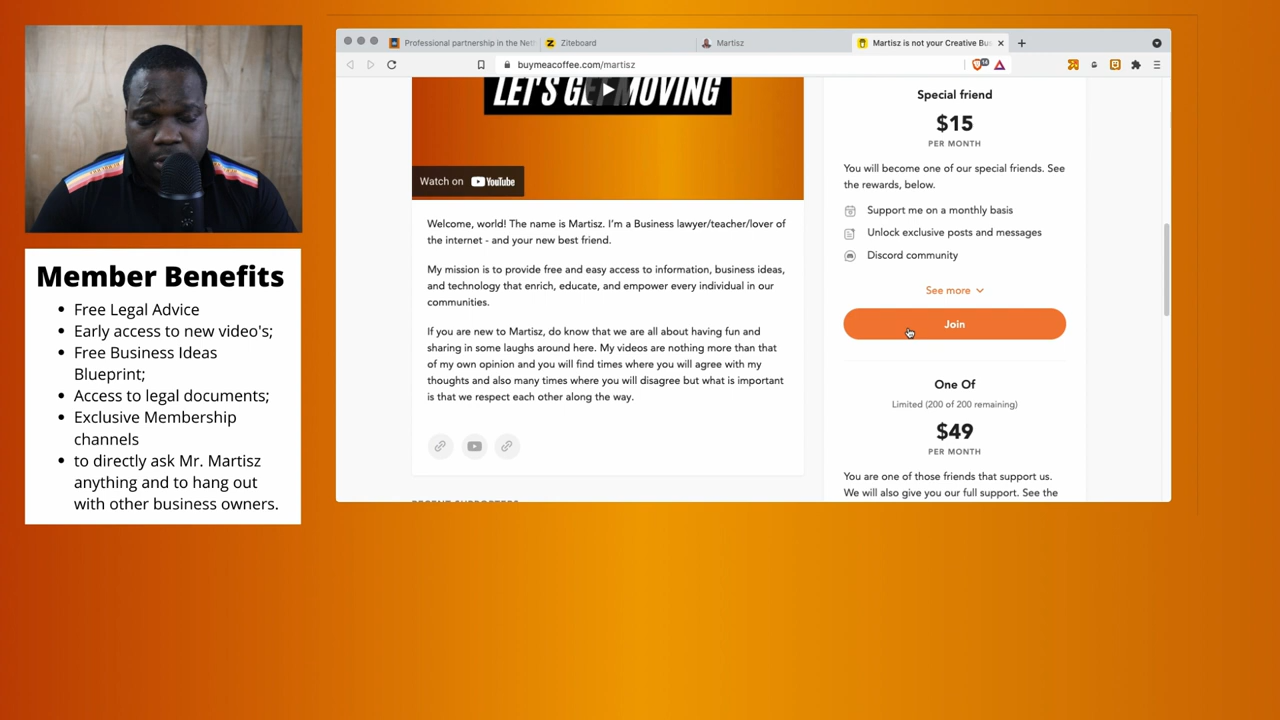 Professional partnership in the Net
Ziteboard
Martisz
Martisz is not your Creative Bu
buymeacoffee.com/martisz
LET'S GET MOVING
Watch on YouTube
Welcome, world! The name is Martisz. I'm a Business lawyer/teacher/lover of
the internet - and your new best friend.
My mission is to provide free and easy access to information, business ideas,
and technology that enrich, educate, and empower every individual in our
communities.
If you are new to Martisz, do know that we are all about having fun and
sharing in some laughs around here. My videos are nothing more than that
of my own opinion and you will find times where you will agree with my
thoughts and also many times where you will disagree but what is important
is that we respect each other along the way.
Special friend
$15
PER MONTH
You will become one of our special friends. See
the rewards, below.
Support me on a monthly basis
Unlock exclusive posts and messages
Discord community
See more
Join
One Of
Limited (200 of 200 remaining)
$49
PER MONTH
You are one of those friends that support us.
We will also give you our full support. See the
Member Benefits
• Free Legal Advice
• Early access to new video's;
• Free Business Ideas
Blueprint;
• Access to legal documents;
• Exclusive Membership
channels
• to directly ask Mr. Martisz
anything and to hang out
with other business owners.